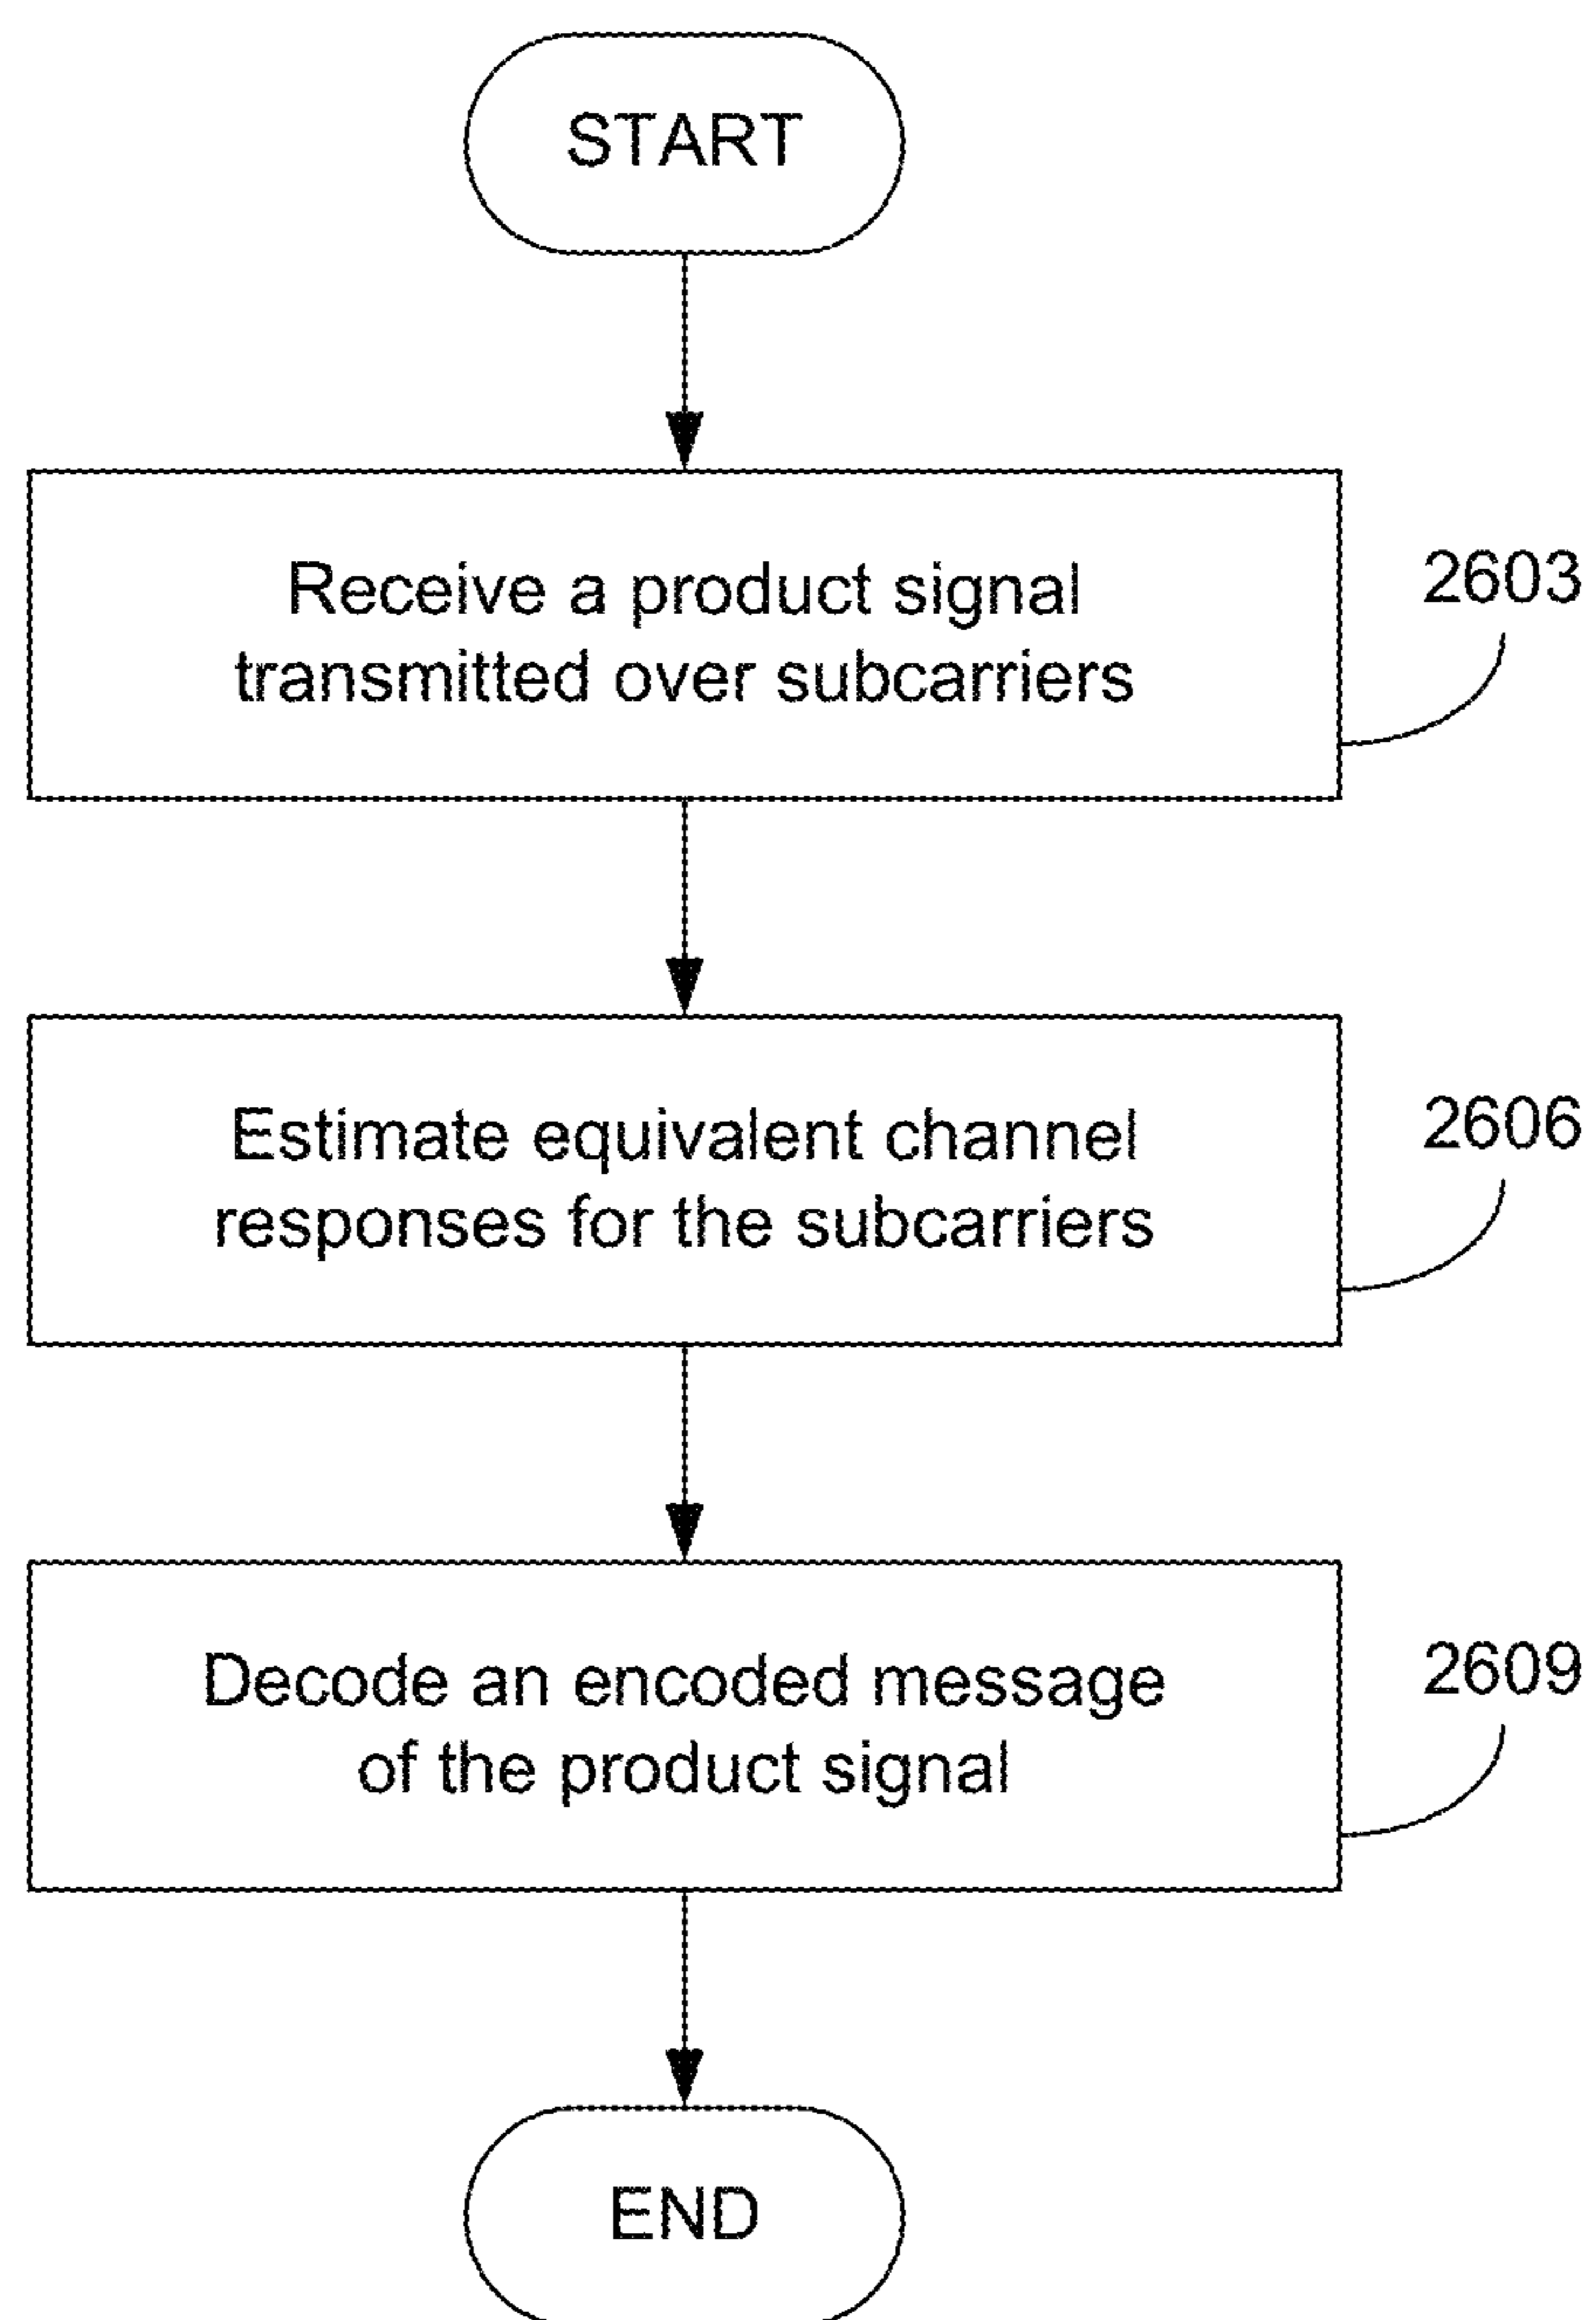 START
Receive a product signal
transmitted over subcarriers
2603
Estimate equivalent channel
responses for the subcarriers
2606
Decode an encoded message
of the product signal
2609
END